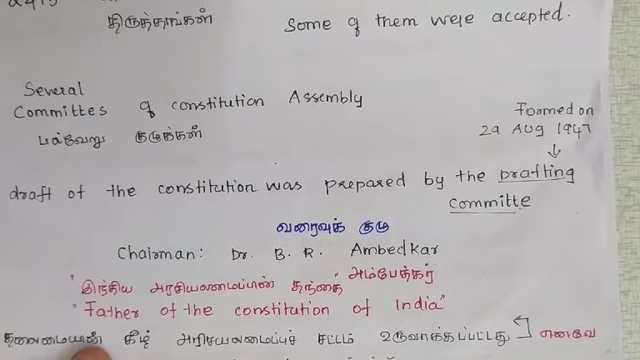 2473
திருத்தங்கள் Some of them were accepted.
Several
Committes of constitution Assembly
பல்வேறு குழுக்கள்
Formed on
29 AUG 1947
draft of the constitution was prepared by the drafting
committe
வரைவுக் குழு
Chairman: Dr. B. R. Ambedkar
"இந்திய அரசியலமைப்பின் தந்தை" அம்பேத்கர்
"Father of the constitution of India"
தலைமையின் கீழ் அரசியலமைப்புச் சட்டம் உருவாக்கப்பட்டது எனவே